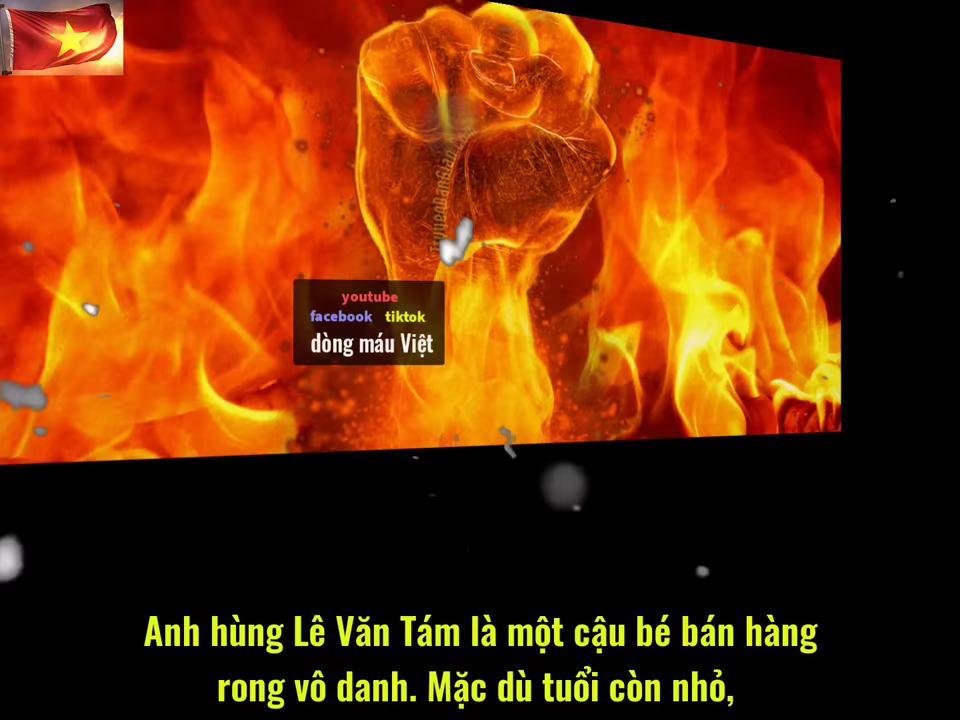 youtube
facebook tiktok
dòng máu Việt
Anh hùng Lê Văn Tám là một cậu bé bán hàng
rong vô danh. Mặc dù tuổi còn nhỏ,